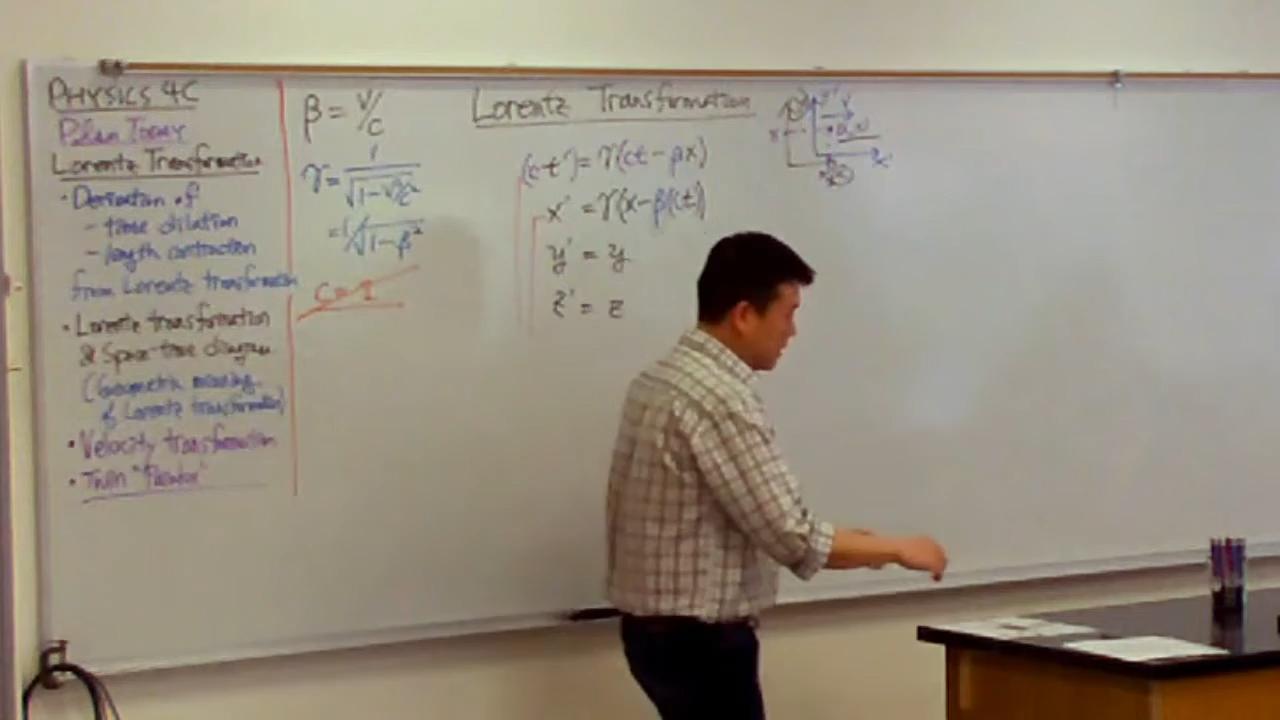 PHYSICS 4C
Plan Today
Lorentz Transformation
• Derivation of
- time dilation
- length contraction
from Lorentz transformation
• Lorentz transformation
& Space-time diagram
(Geometric meaning
of Lorentz transformation)
• Velocity transformation
• Twin "Paradox"
β = v/c
γ = 1/√(1-v²/c²)
= 1/√(1-β²)
c = 1
Lorentz Transformation
(ct') = γ(ct - βx)
x' = γ(x - β(ct))
y' = y
z' = z